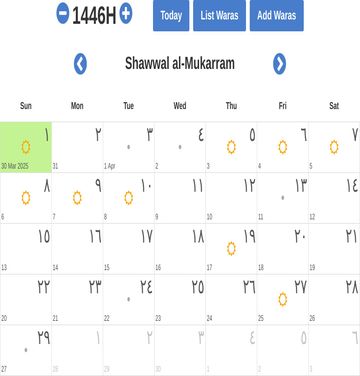 1446H Today List Waras Add Waras
Shawwal al-Mukarram
Sun Mon Tue Wed Thu Fri Sat
١ ٢ ٣ ٤ ٥ ٦ ٧
30 Mar 2025 31 1 Apr 2 3 4 5
٨ ٩ ١٠ ١١ ١٢ ١٣ ١٤
6 7 8 9 10 11 12
١٥ ١٦ ١٧ ١٨ ١٩ ٢٠ ٢١
13 14 15 16 17 18 19
٢٢ ٢٣ ٢٤ ٢٥ ٢٦ ٢٧ ٢٨
20 21 22 23 24 25 26
٢٩ ١ ٢ ٣ ٤ ٥ ٦
27 28 29 30 1 2 3